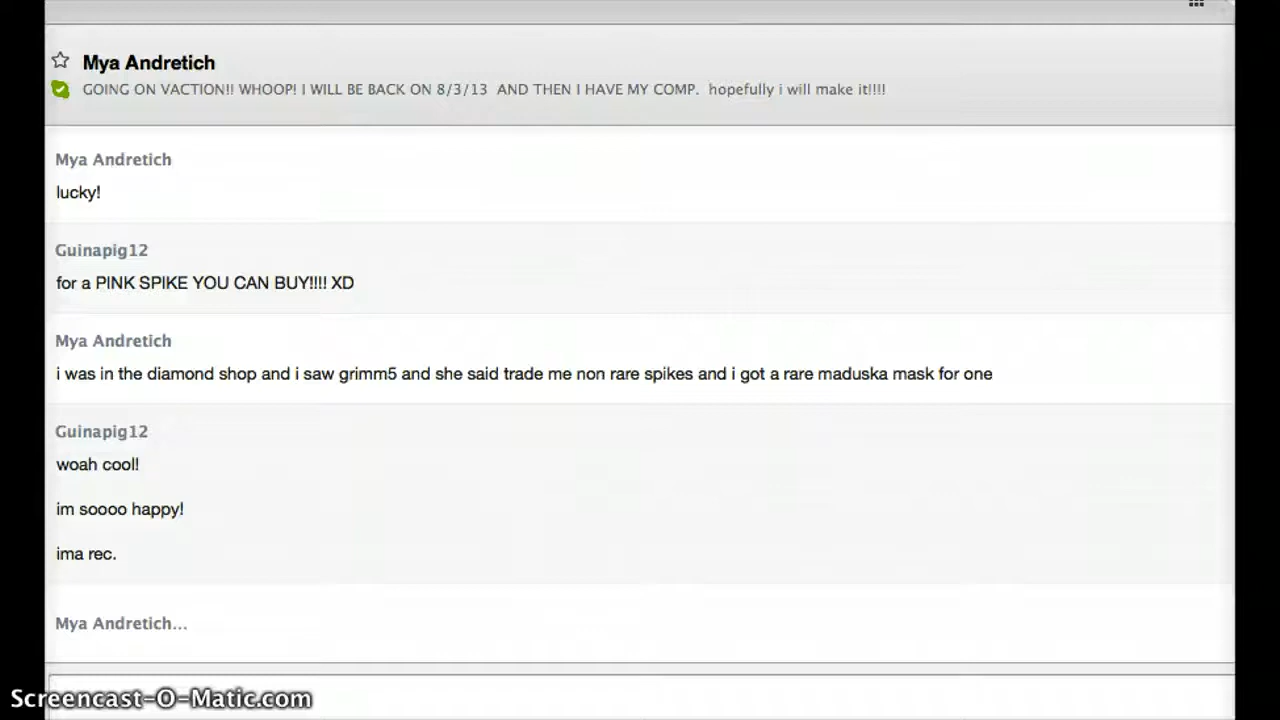 Mya Andretich
GOING ON VACTION!! WHOOP! I WILL BE BACK ON 8/3/13  AND THEN I HAVE MY COMP.  hopefully i will make it!!!!
Mya Andretich
lucky!
Guinapig12
for a PINK SPIKE YOU CAN BUY!!!! XD
Mya Andretich
i was in the diamond shop and i saw grimm5 and she said trade me non rare spikes and i got a rare maduska mask for one
Guinapig12
woah cool!
im soooo happy!
ima rec.
Mya Andretich...
Screencast-O-Matic.com